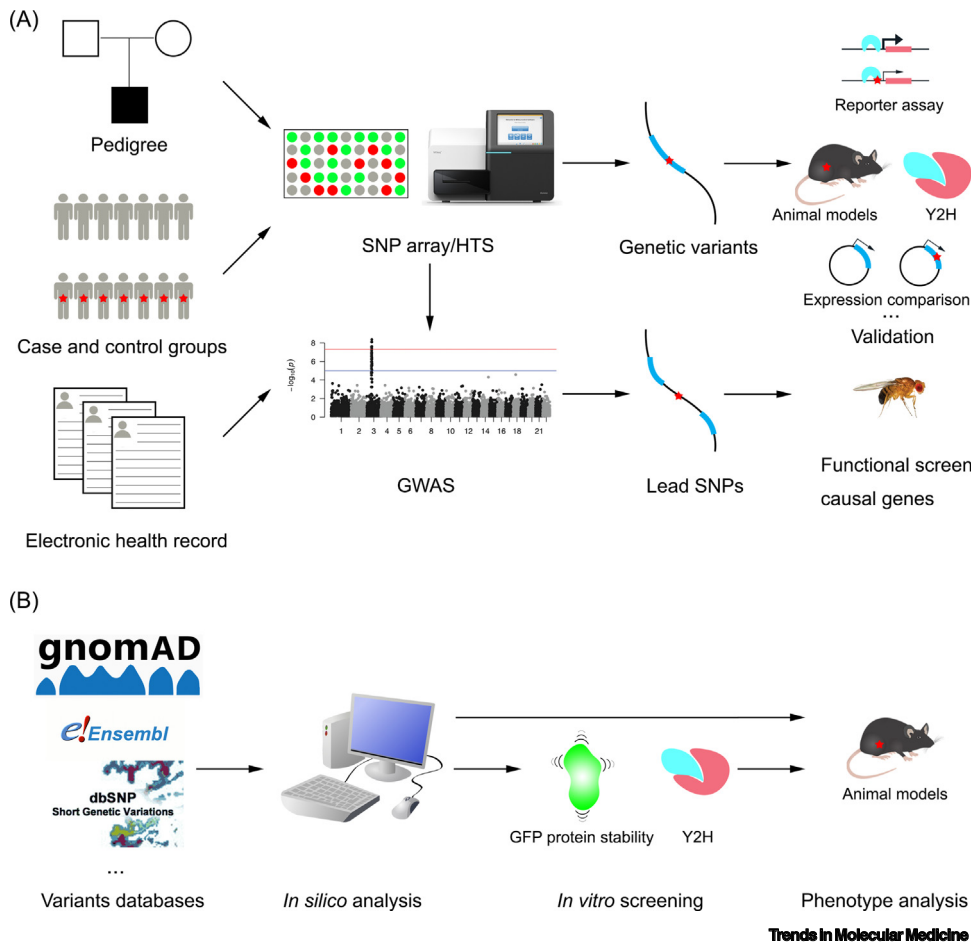 (A)
Pedigree
Case and control groups
Electronic health record
SNP array/HTS
−log₁₀(p)
8
6
4
2
0
1 2 3 4 5 6 8 10 12 14 16 18 21
GWAS
Genetic variants
Lead SNPs
Reporter assay
Animal models
Y2H
Expression comparison
...
Validation
Functional screen
causal genes
(B)
gnomAD
e!Ensembl
dbSNP
Short Genetic Variations
...
Variants databases
In silico analysis
GFP protein stability
Y2H
In vitro screening
Animal models
Phenotype analysis
Trends in Molecular Medicine